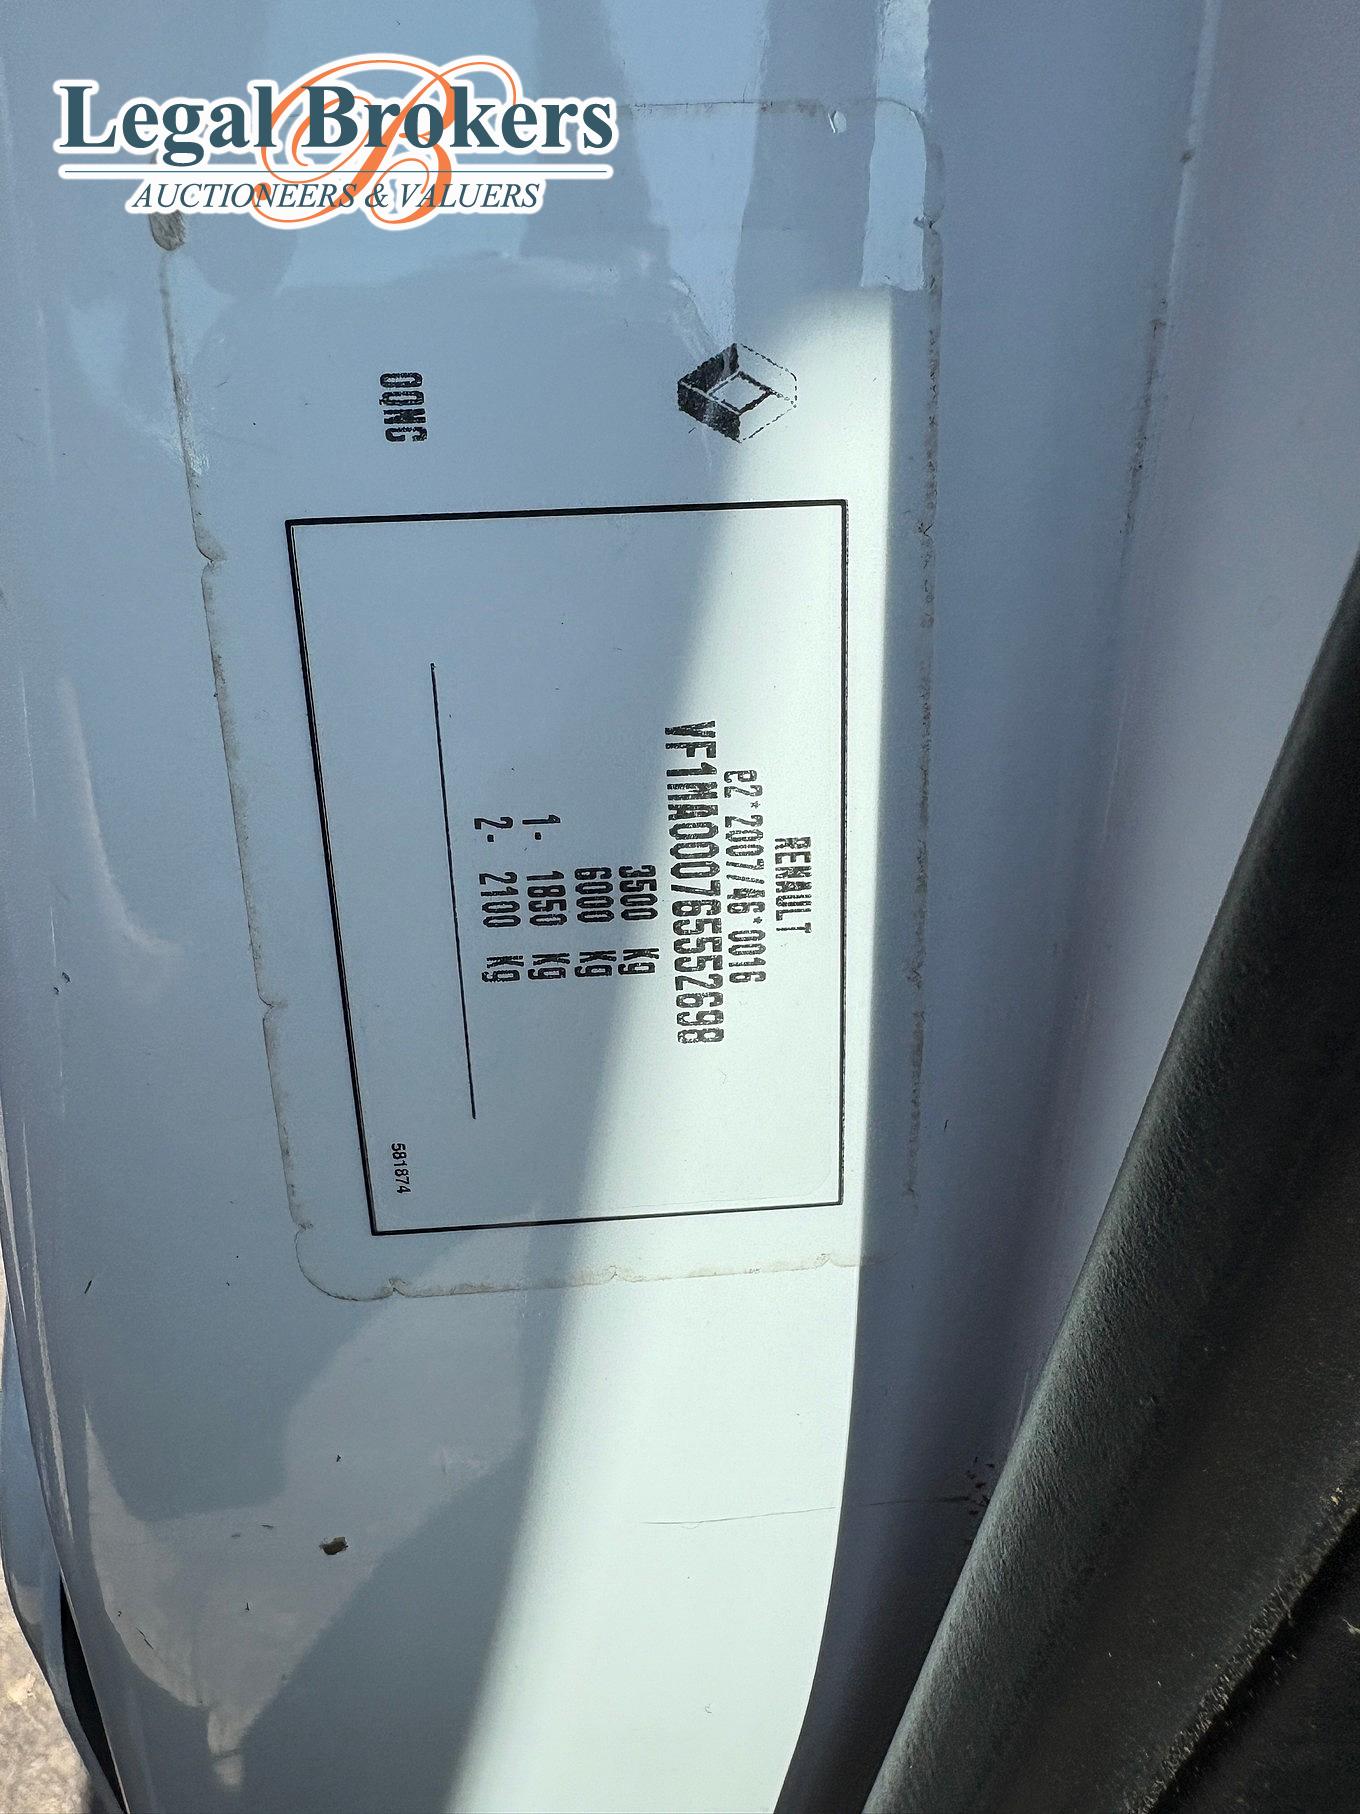 Legal Brokers
AUCTIONEERS & VALUERS
RENAULT
e2*2007/46*0016
VF1MA000765552698
3500 kg
6000 kg
1- 1850 kg
2- 2100 kg
581874
QQNG